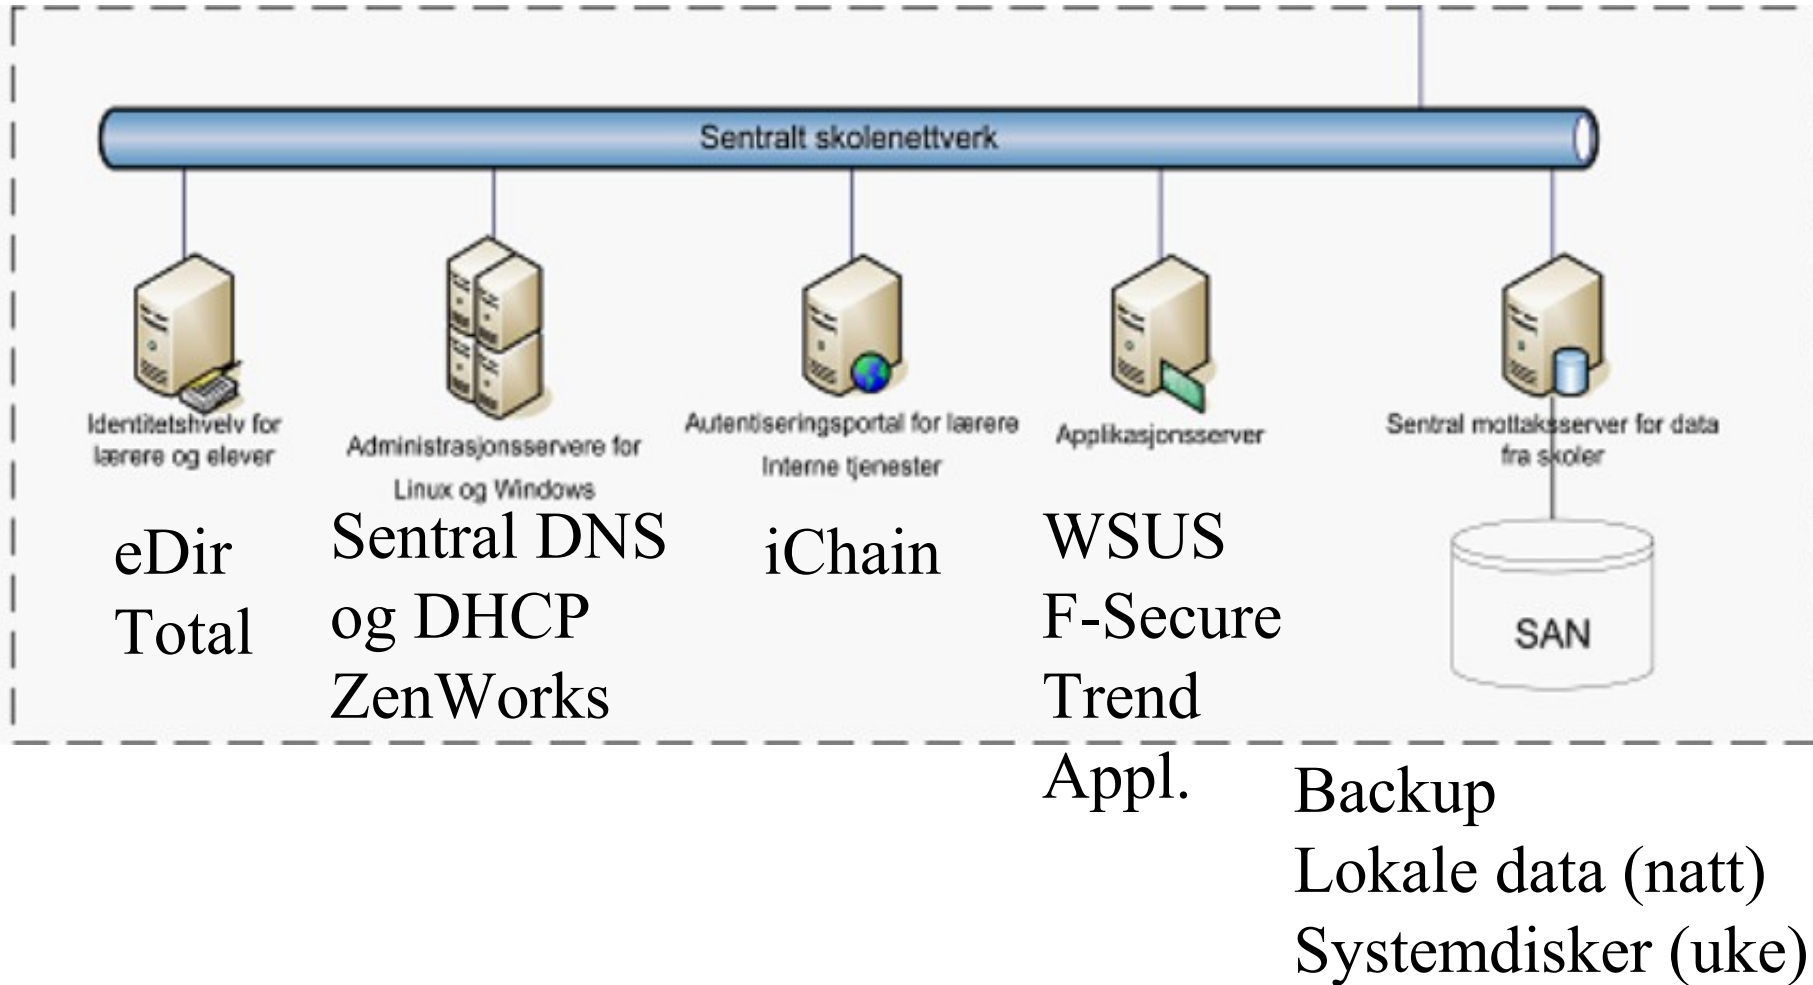 Sentralt skolenettverk
Identitetshvelv for
lærere og elever
eDir
Total
Administrasjonsservere for
Linux og Windows
Sentral DNS
og DHCP
ZenWorks
Autentiseringsportal for lærere
Interne tjenester
iChain
Applikasjonsserver
WSUS
F-Secure
Trend
Appl.
Sentral mottaksserver for data
fra skoler
SAN
Backup
Lokale data (natt)
Systemdisker (uke)